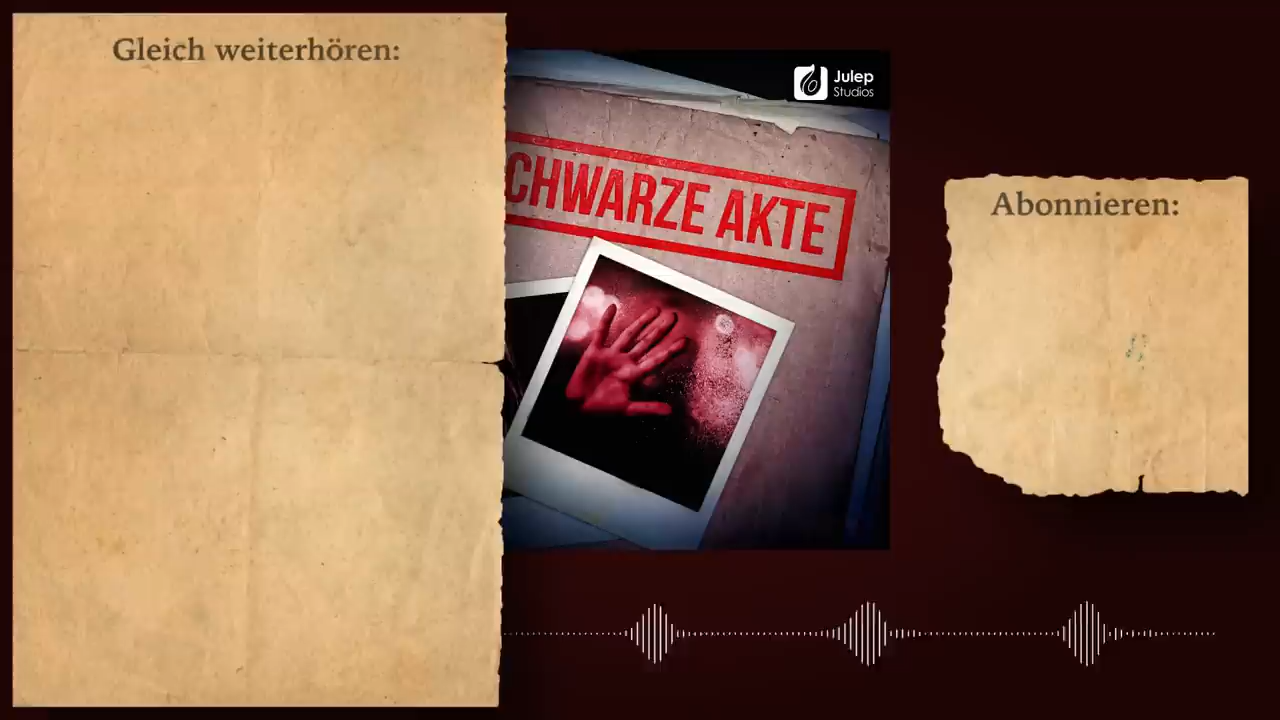 Gleich weiterhören:
Julep
Studios
CHWARZE AKTE
Abonnieren: